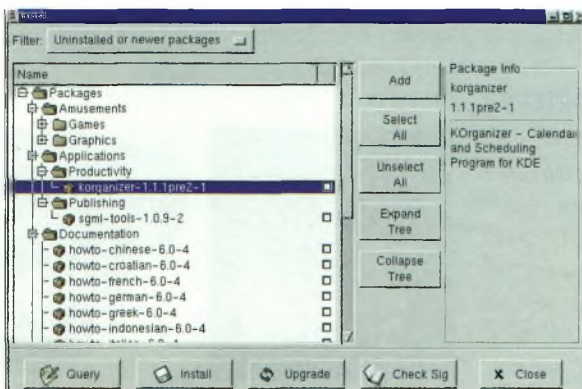 Install
Filter: Uninstalled or newer packages
Name
Packages
Amusements
Games
Graphics
Applications
Productivity
korganizer-1.1.1pre2-1
Publishing
sgml-tools-1.0.9-2
Documentation
howto-chinese-6.0-4
howto-croatian-6.0-4
howto-french-6.0-4
howto-german-6.0-4
howto-greek-6.0-4
howto-indonesian-6.0-4
Add
Select
All
Unselect
All
Expand
Tree
Collapse
Tree
Package Info
korganizer
1.1.1pre2-1
KOrganizer - Calendar
and Scheduling
Program for KDE
Query
Install
Upgrade
Check Sig
Close